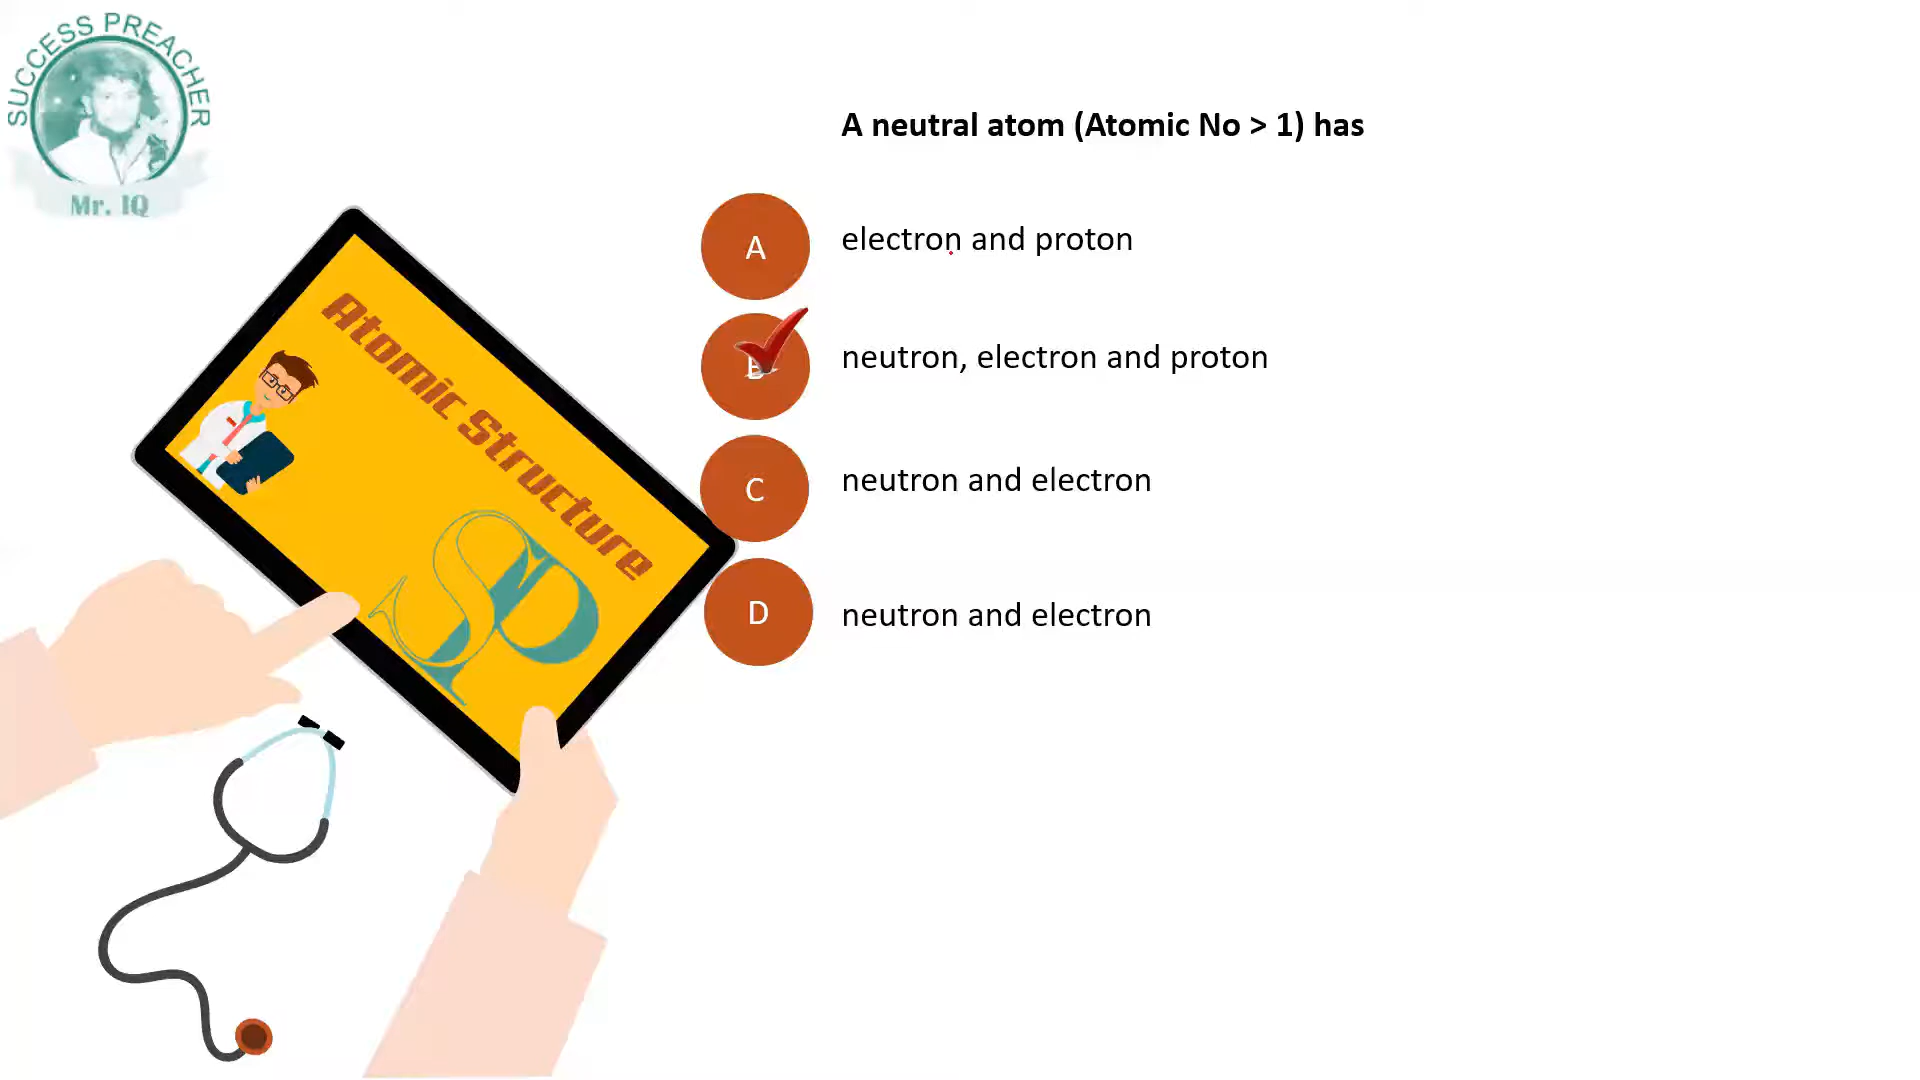 SUCCESS PREACHER
Mr. IQ
A neutral atom (Atomic No > 1) has
A
electron and proton
B
neutron, electron and proton
C
neutron and electron
D
neutron and electron
Atomic Structure
SP